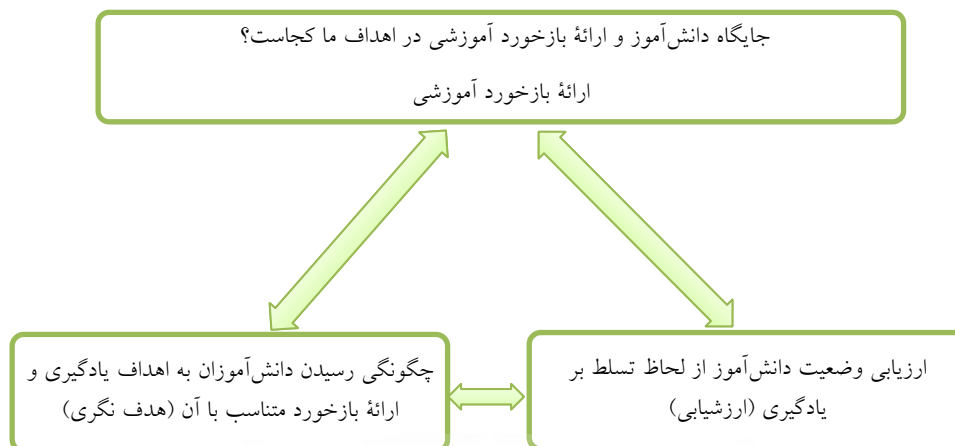 جایگاه دانش‌آموز و ارائهٔ بازخورد آموزشی در اهداف ما کجاست؟
ارائهٔ بازخورد آموزشی
ارزیابی وضعیت دانش‌آموز از لحاظ تسلط بر
یادگیری (ارزشیابی)
چگونگی رسیدن دانش‌آموزان به اهداف یادگیری و
ارائهٔ بازخورد متناسب با آن (هدف نگری)